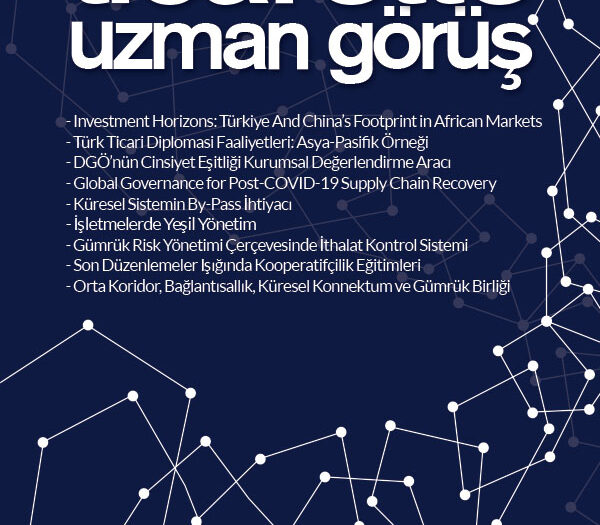 uzman görüş
- Investment Horizons: Türkiye And China's Footprint in African Markets
- Türk Ticari Diplomasi Faaliyetleri: Asya-Pasifik Örneği
- DGÖ'nün Cinsiyet Eşitliği Kurumsal Değerlendirme Aracı
- Global Governance for Post-COVID-19 Supply Chain Recovery
- Küresel Sistemin By-Pass İhtiyacı
- İşletmelerde Yeşil Yönetim
- Gümrük Risk Yönetimi Çerçevesinde İthalat Kontrol Sistemi
- Son Düzenlemeler Işığında Kooperatifçilik Eğitimleri
- Orta Koridor, Bağlantısallık, Küresel Konnektum ve Gümrük Birliği